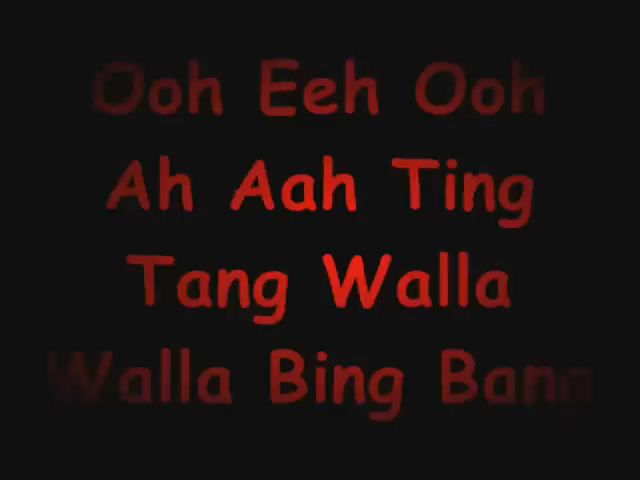 Ooh Eeh Ooh
Ah Aah Ting
Tang Walla
Walla Bing Bang